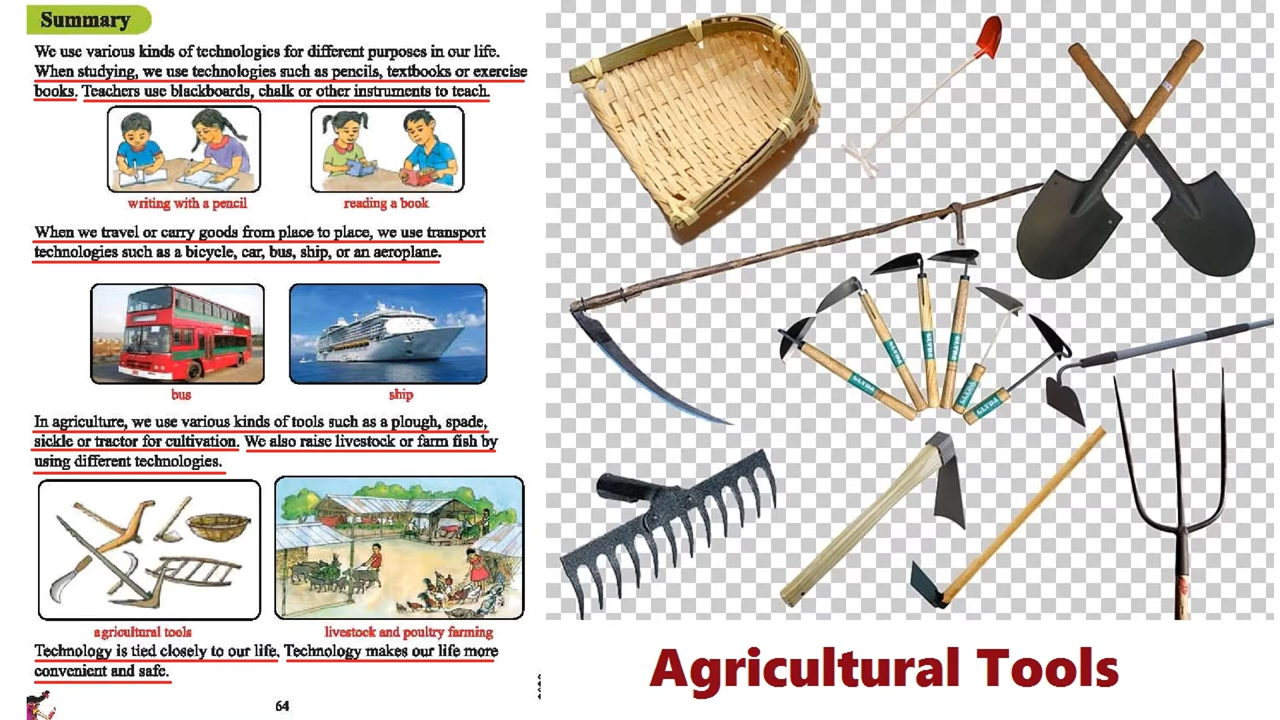 Summary
We use various kinds of technologies for different purposes in our life.
When studying, we use technologies such as pencils, textbooks or exercise
books. Teachers use blackboards, chalk or other instruments to teach.
writing with a pencil
reading a book
When we travel or carry goods from place to place, we use transport
technologies such as a bicycle, car, bus, ship, or an aeroplane.
bus
ship
In agriculture, we use various kinds of tools such as a plough, spade,
sickle or tractor for cultivation. We also raise livestock or farm fish by
using different technologies.
agricultural tools
livestock and poultry farming
Technology is tied closely to our life. Technology makes our life more
convenient and safe.
64
Agricultural Tools